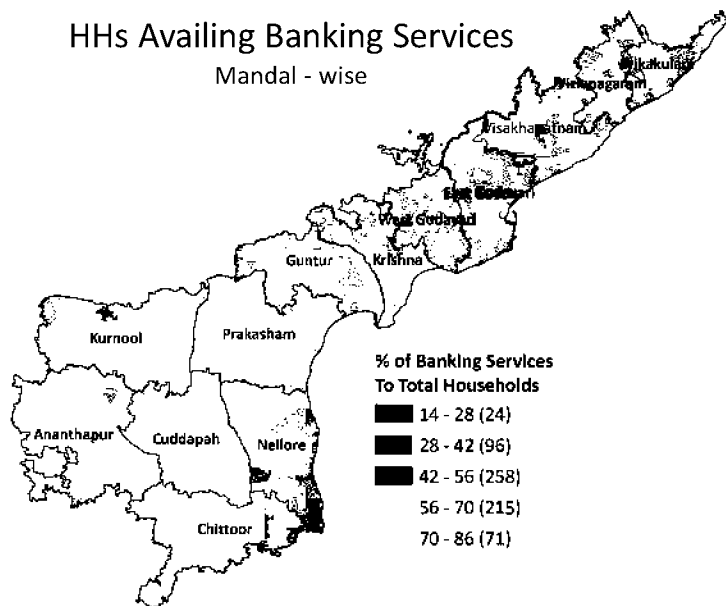 HHs Availing Banking Services
Mandal - wise
Srikakulam
Vizianagaram
Visakhapatnam
West Godavari
Krishna
Guntur
Kurnool
Prakasham
Ananthapur
Cuddapah
Nellore
Chittoor
% of Banking Services
To Total Households
14 - 28 (24)
28 - 42 (96)
42 - 56 (258)
56 - 70 (215)
70 - 86 (71)